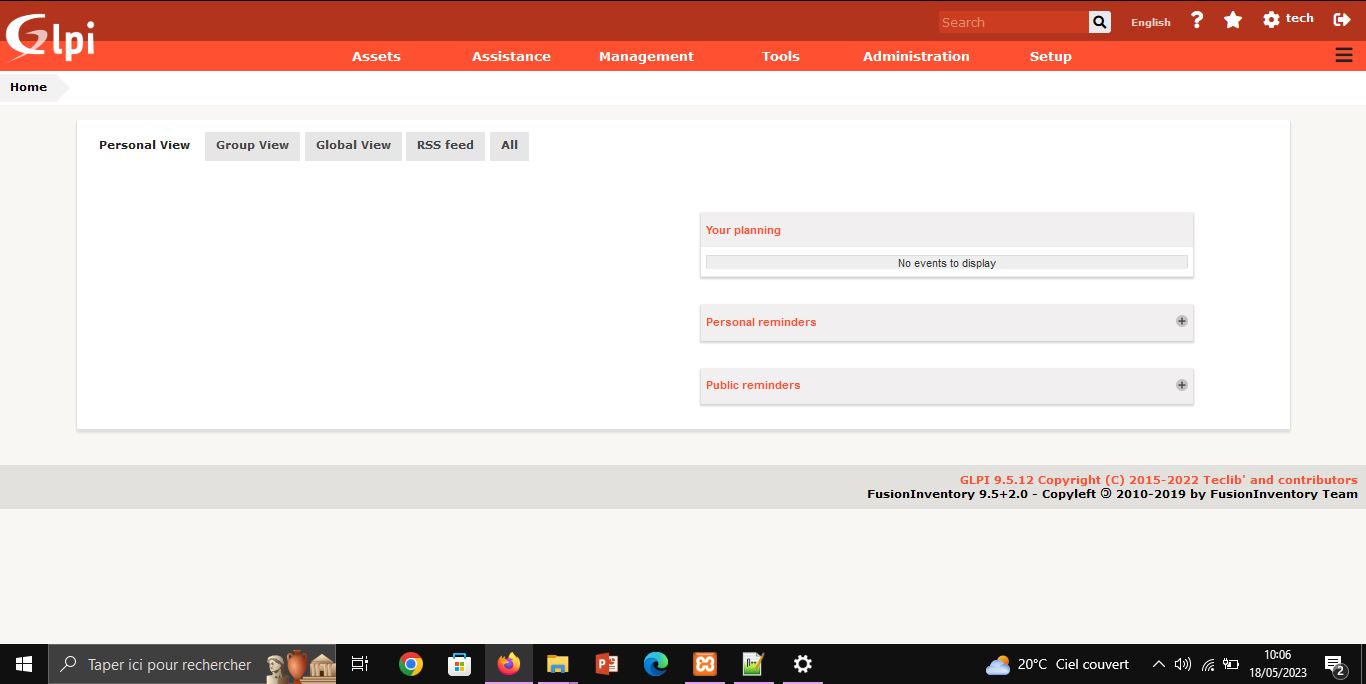 Glpi
Search
English
?
tech
Assets
Assistance
Management
Tools
Administration
Setup
Home
Personal View
Group View
Global View
RSS feed
All
Your planning
No events to display
Personal reminders
Public reminders
GLPI 9.5.12 Copyright (C) 2015-2022 Teclib' and contributors
FusionInventory 9.5+2.0 - Copyleft 🄯 2010-2019 by FusionInventory Team
Taper ici pour rechercher
20°C Ciel couvert
10:06
18/05/2023
2